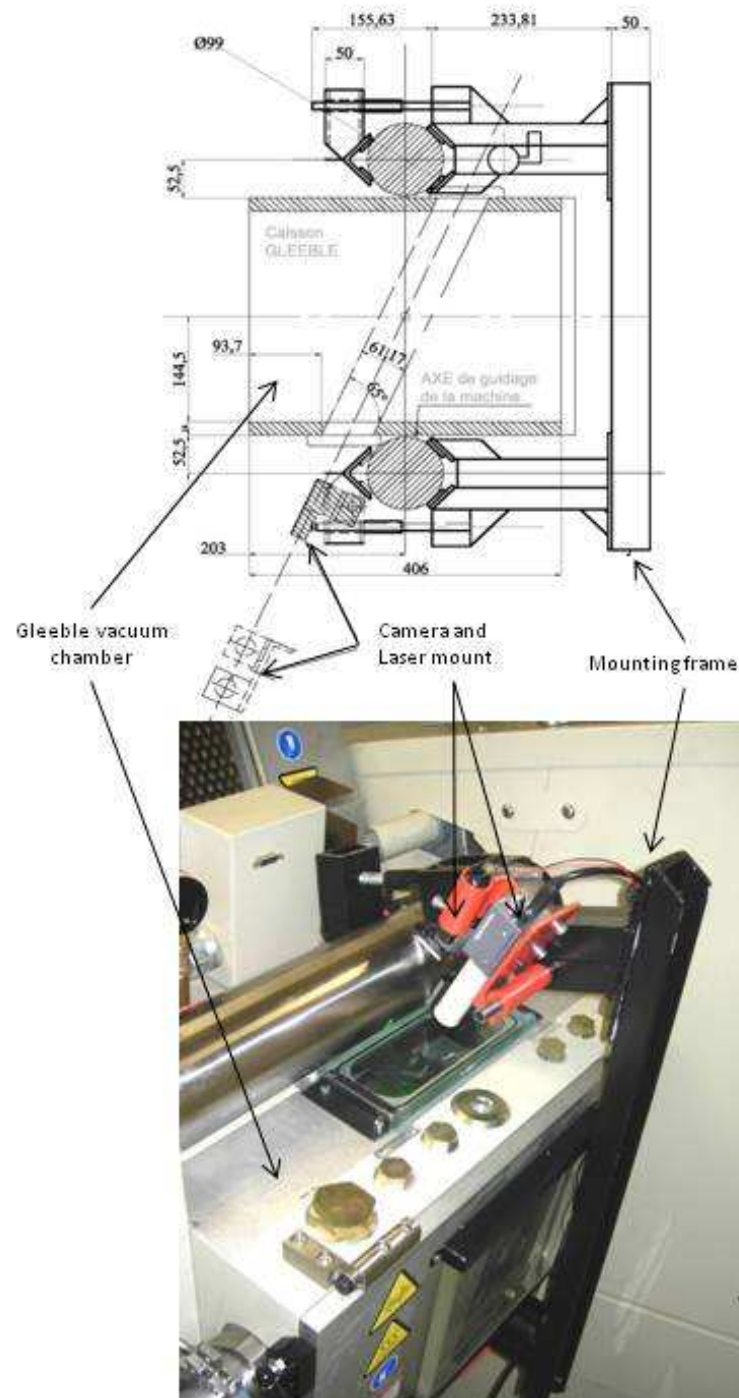 155,63
233,81
50
Ø99
50
52,5
Caisson
GLEEBLE
93,7
61,17
144,5
65°
AXE de guidage
de la machine
52,5
203
406
Gleeble vacuum
chamber
Camera and
Laser mount
Mounting frame